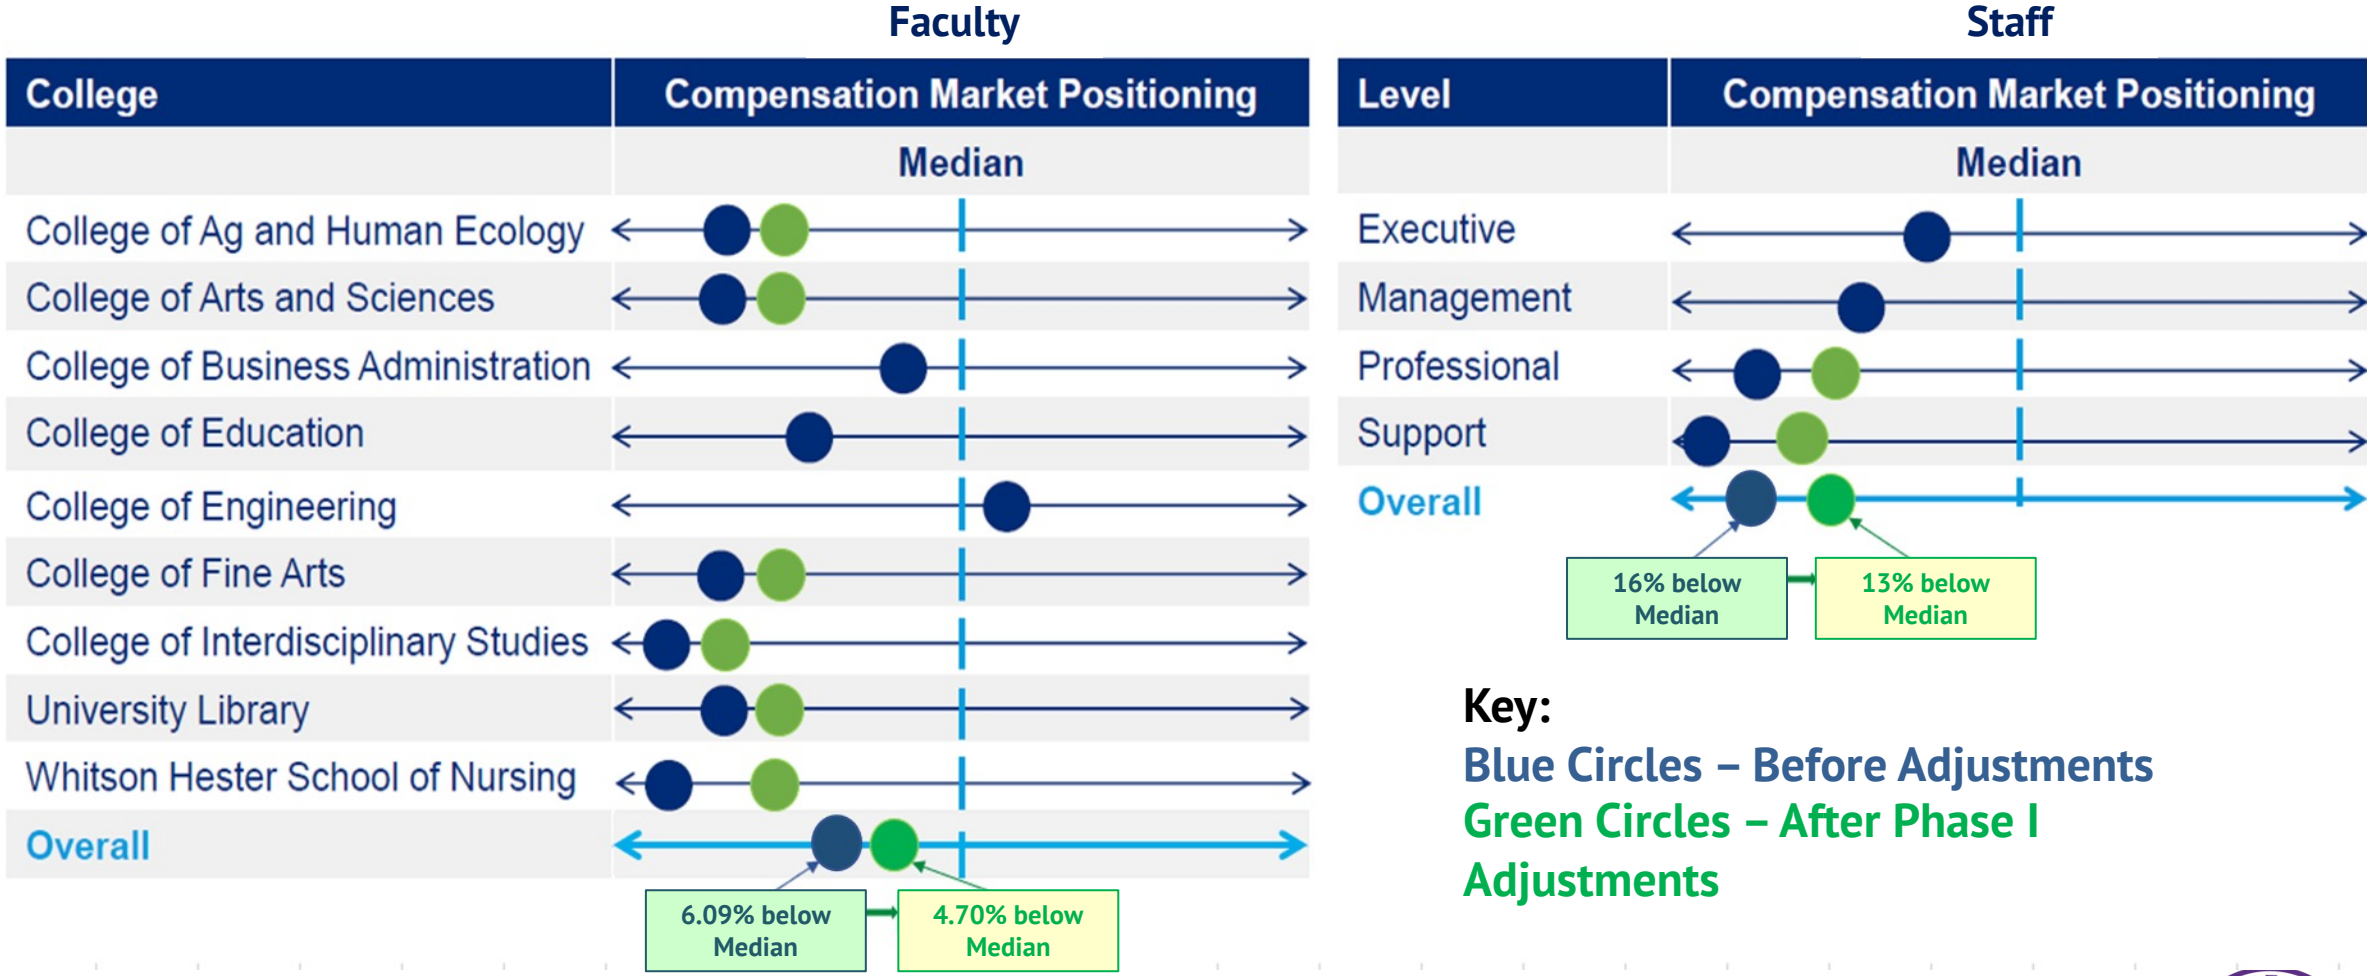 Faculty
College
Compensation Market Positioning
Median
College of Ag and Human Ecology
College of Arts and Sciences
College of Business Administration
College of Education
College of Engineering
College of Fine Arts
College of Interdisciplinary Studies
University Library
Whitson Hester School of Nursing
Overall
6.09% below
Median
4.70% below
Median
Staff
Level
Compensation Market Positioning
Median
Executive
Management
Professional
Support
Overall
16% below
Median
13% below
Median
Key:
Blue Circles – Before Adjustments
Green Circles – After Phase I
Adjustments